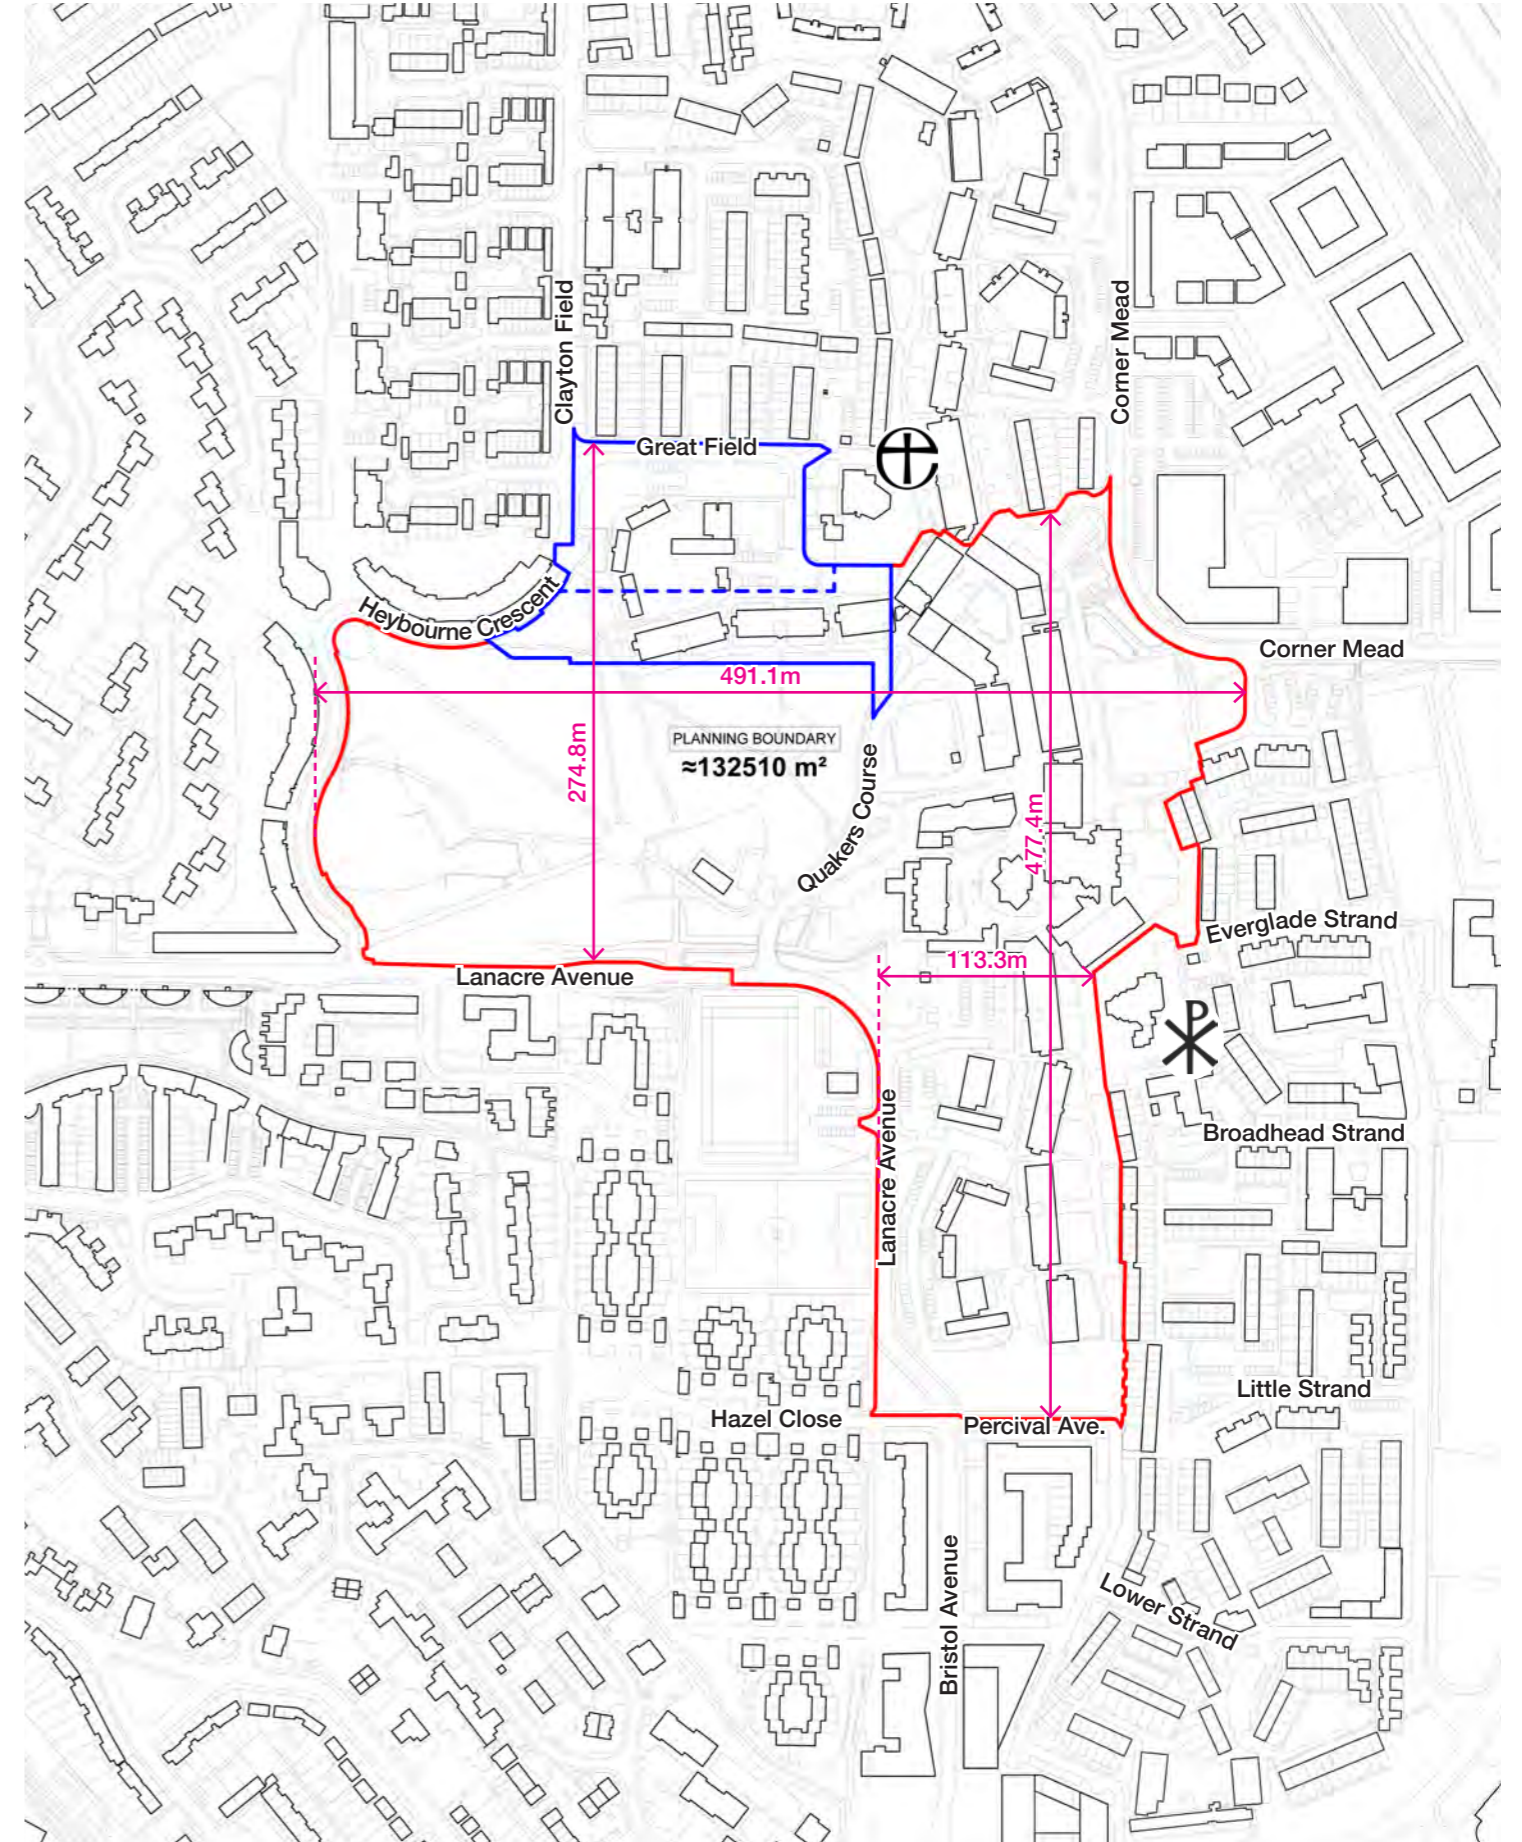 Clayton Field
Corner Mead
Great Field
Heybourne Crescent
Corner Mead
491.1m
274.8m
PLANNING BOUNDARY
≈132510 m²
Quakers Course
477.4m
Everglade Strand
113.3m
Lanacre Avenue
Lanacre Avenue
Broadhead Strand
Little Strand
Hazel Close
Percival Ave.
Bristol Avenue
Lower Strand